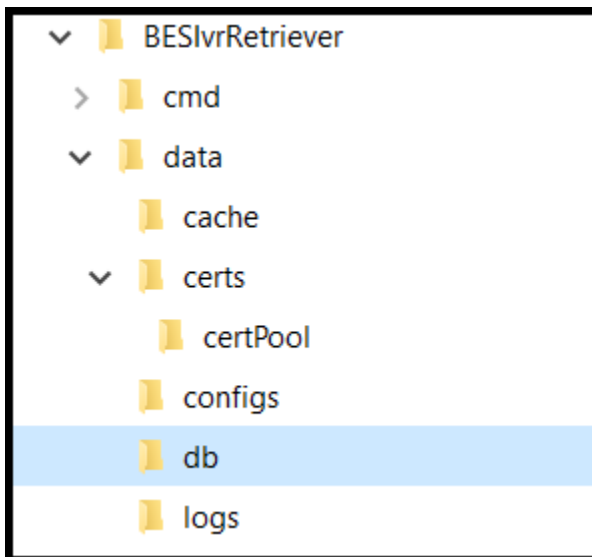 BESIvrRetriever
cmd
data
cache
certs
certPool
configs
db
logs